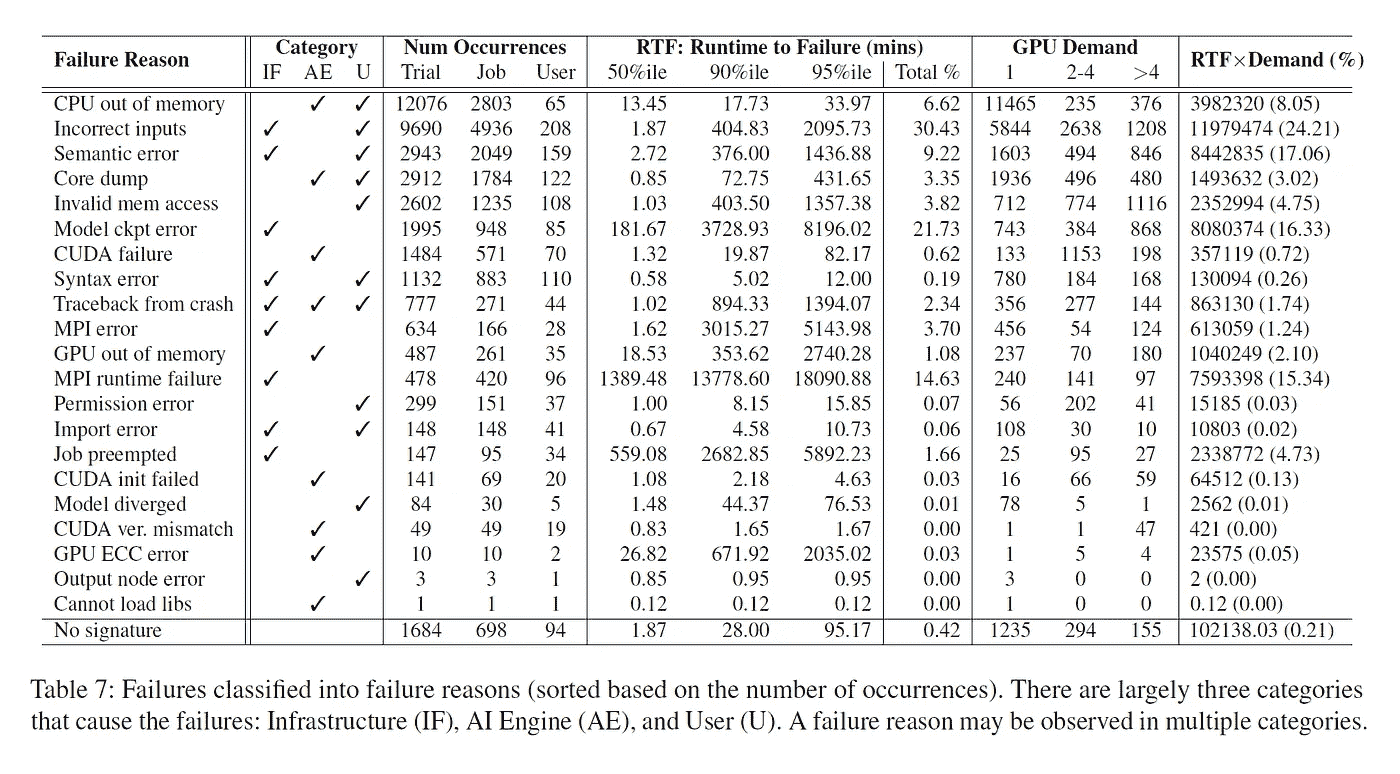 Failure Reason Category Num Occurrences RTF: Runtime to Failure (mins) GPU Demand RTF×Demand (%)
IF AE U Trial Job User 50%ile 90%ile 95%ile Total % 1 2-4 >4
CPU out of memory ✓ ✓ 12076 2803 65 13.45 17.73 33.97 6.62 11465 235 376 3982320 (8.05)
Incorrect inputs ✓ ✓ 9690 4936 208 1.87 404.83 2095.73 30.43 5844 2638 1208 11979474 (24.21)
Semantic error ✓ ✓ 2943 2049 159 2.72 376.00 1436.88 9.22 1603 494 846 8442835 (17.06)
Core dump ✓ ✓ 2912 1784 122 0.85 72.75 431.65 3.35 1936 496 480 1493632 (3.02)
Invalid mem access ✓ 2602 1235 108 1.03 403.50 1357.38 3.82 712 774 1116 2352994 (4.75)
Model ckpt error ✓ 1995 948 85 181.67 3728.93 8196.02 21.73 743 384 868 8080374 (16.33)
CUDA failure ✓ 1484 571 70 1.32 19.87 82.17 0.62 133 1153 198 357119 (0.72)
Syntax error ✓ ✓ 1132 883 110 0.58 5.02 12.00 0.19 780 184 168 130094 (0.26)
Traceback from crash ✓ ✓ ✓ 777 271 44 1.02 894.33 1394.07 2.34 356 277 144 863130 (1.74)
MPI error ✓ 634 166 28 1.62 3015.27 5143.98 3.70 456 54 124 613059 (1.24)
GPU out of memory ✓ 487 261 35 18.53 353.62 2740.28 1.08 237 70 180 1040249 (2.10)
MPI runtime failure ✓ 478 420 96 1389.48 13778.60 18090.88 14.63 240 141 97 7593398 (15.34)
Permission error ✓ 299 151 37 1.00 8.15 15.85 0.07 56 202 41 15185 (0.03)
Import error ✓ ✓ 148 148 41 0.67 4.58 10.73 0.06 108 30 10 10803 (0.02)
Job preempted ✓ 147 95 34 559.08 2682.85 5892.23 1.66 25 95 27 2338772 (4.73)
CUDA init failed ✓ 141 69 20 1.08 2.18 4.63 0.03 16 66 59 64512 (0.13)
Model diverged ✓ 84 30 5 1.48 44.37 76.53 0.01 78 5 1 2562 (0.01)
CUDA ver. mismatch ✓ 49 49 19 0.83 1.65 1.67 0.00 1 1 47 421 (0.00)
GPU ECC error ✓ 10 10 2 26.82 671.92 2035.02 0.03 1 5 4 23575 (0.05)
Output node error ✓ 3 3 1 0.85 0.95 0.95 0.00 3 0 0 2 (0.00)
Cannot load libs ✓ 1 1 1 0.12 0.12 0.12 0.00 1 0 0 0.12 (0.00)
No signature 1684 698 94 1.87 28.00 95.17 0.42 1235 294 155 102138.03 (0.21)
Table 7: Failures classified into failure reasons (sorted based on the number of occurrences). There are largely three categories
that cause the failures: Infrastructure (IF), AI Engine (AE), and User (U). A failure reason may be observed in multiple categories.